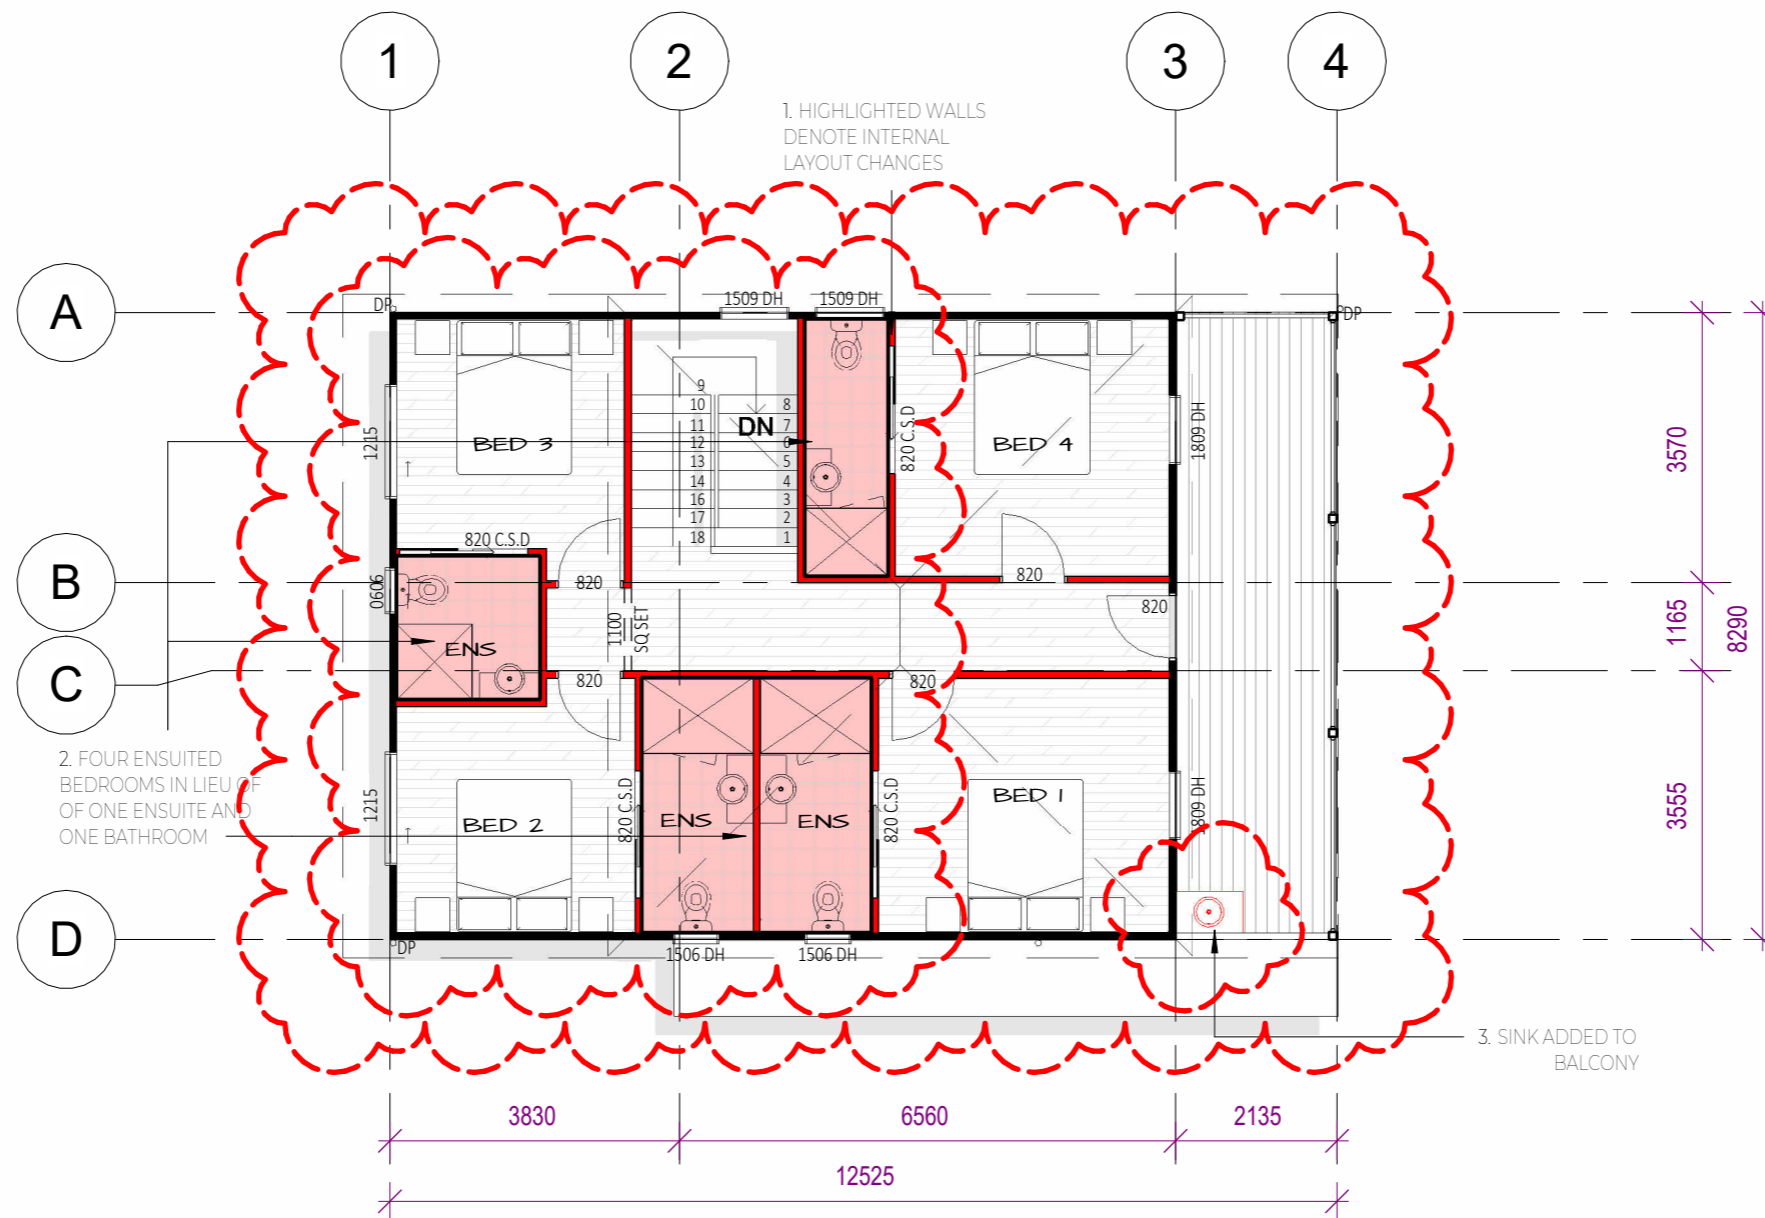 1
2
3
4
1. HIGHLIGHTED WALLS
DENOTE INTERNAL
LAYOUT CHANGES
A
DP
1509 DH
1509 DH
DP
9
10
8
11
7
12
6
13
5
14
4
16
3
17
2
18
1
DN
BED 3
BED 4
1215
820 C.S.D
1809 DH
3570
820 C.S.D
B
0606
820
820
820
1100
SQ SET
1165
8290
ENS
C
820
820
2. FOUR ENSUITED
BEDROOMS IN LIEU OF
OF ONE ENSUITE AND
ONE BATHROOM
1215
BED 2
820 C.S.D
ENS
ENS
820 C.S.D
BED 1
1809 DH
3555
D
DP
1506 DH
1506 DH
3. SINK ADDED TO
BALCONY
3830
6560
2135
12525